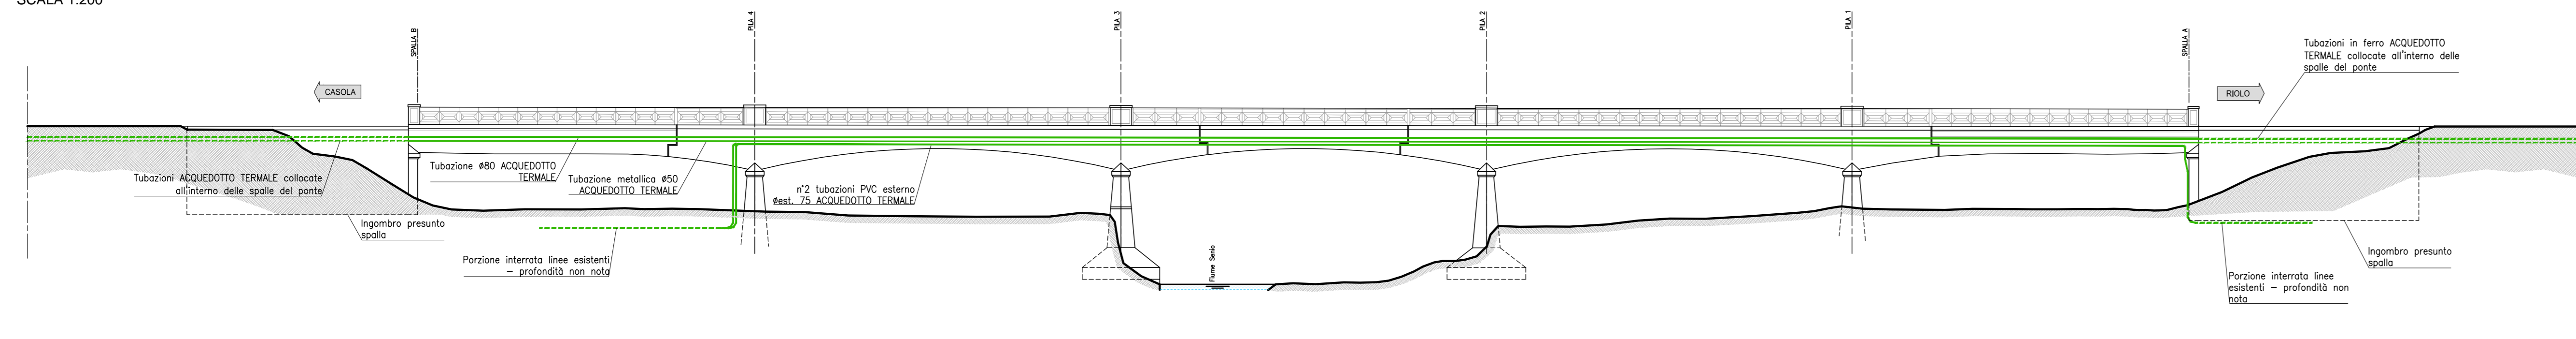 SCALA 1:200
SPALLA B
PILA 4
PILA 3
PILA 2
PILA 1
SPALLA A
CASOLA
RIOLO
Tubazioni in ferro ACQUEDOTTO
TERMALE collocate all'interno delle
spalle del ponte
Tubazioni ACQUEDOTTO TERMALE collocate
all'interno delle spalle del ponte
Tubazione ø80 ACQUEDOTTO
TERMALE
Tubazione metallica ø50
ACQUEDOTTO TERMALE
n°2 tubazioni PVC esterno
øest. 75 ACQUEDOTTO TERMALE
Ingombro presunto
spalla
Porzione interrata linee esistenti
– profondità non nota
Fiume Senio
Ingombro presunto
spalla
Porzione interrata linee
esistenti – profondità non
nota